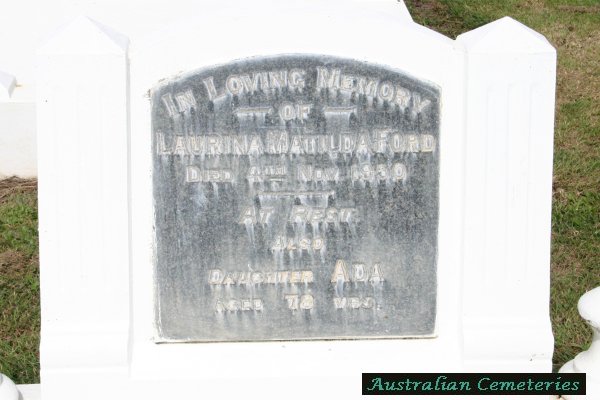 IN LOVING MEMORY
OF
LAURINA MATILDA FORD
DIED 4TH NOV. 1939
AT REST.
ALSO
DAUGHTER ADA
AGED 78 YRS.
Australian Cemeteries